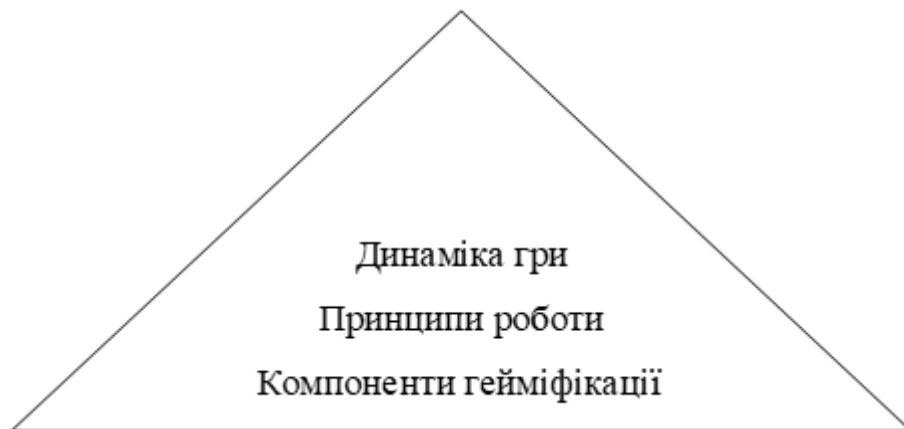 Динаміка гри
Принципи роботи
Компоненти гейміфікації